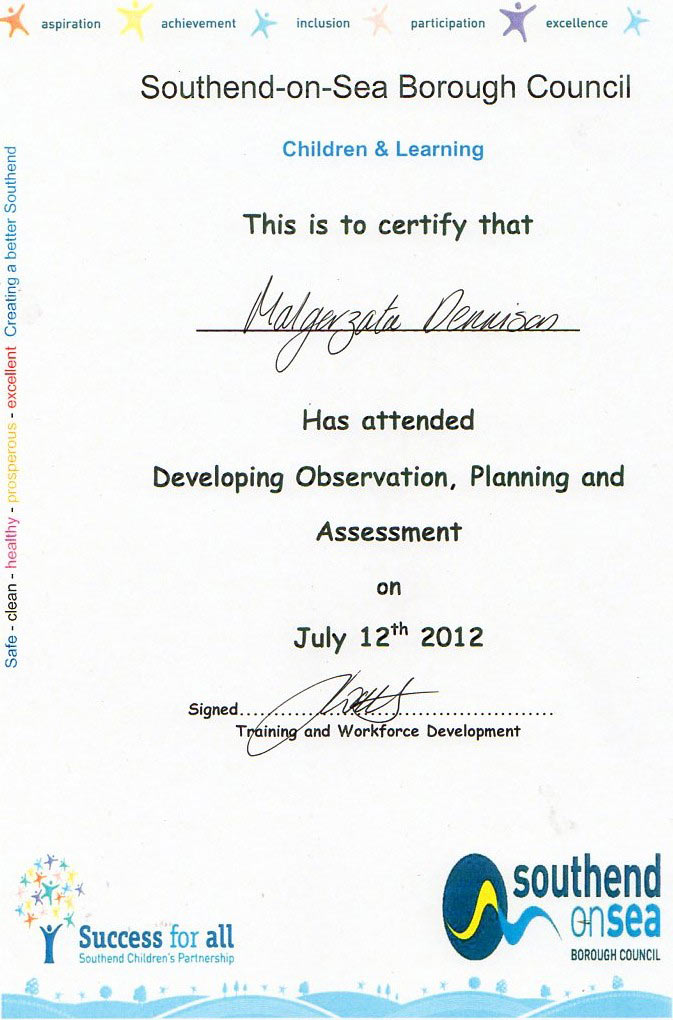 aspiration achievement inclusion participation excellence
Southend-on-Sea Borough Council
Children & Learning
This is to certify that
Malgorzata Dennison
Has attended
Developing Observation, Planning and
Assessment
on
July 12th 2012
Signed
Training and Workforce Development
Safe - clean - healthy - prosperous - excellent Creating a better Southend
Success for all
Southend Children's Partnership
southend
onsea
BOROUGH COUNCIL